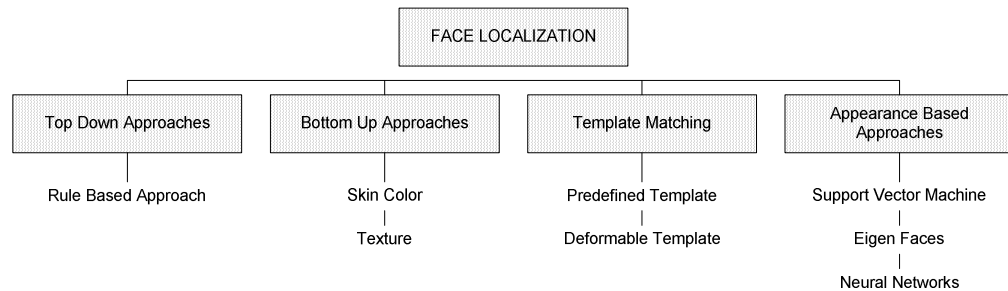 FACE LOCALIZATION
Top Down Approaches
Rule Based Approach
Bottom Up Approaches
Skin Color
Texture
Template Matching
Predefined Template
Deformable Template
Appearance Based
Approaches
Support Vector Machine
Eigen Faces
Neural Networks